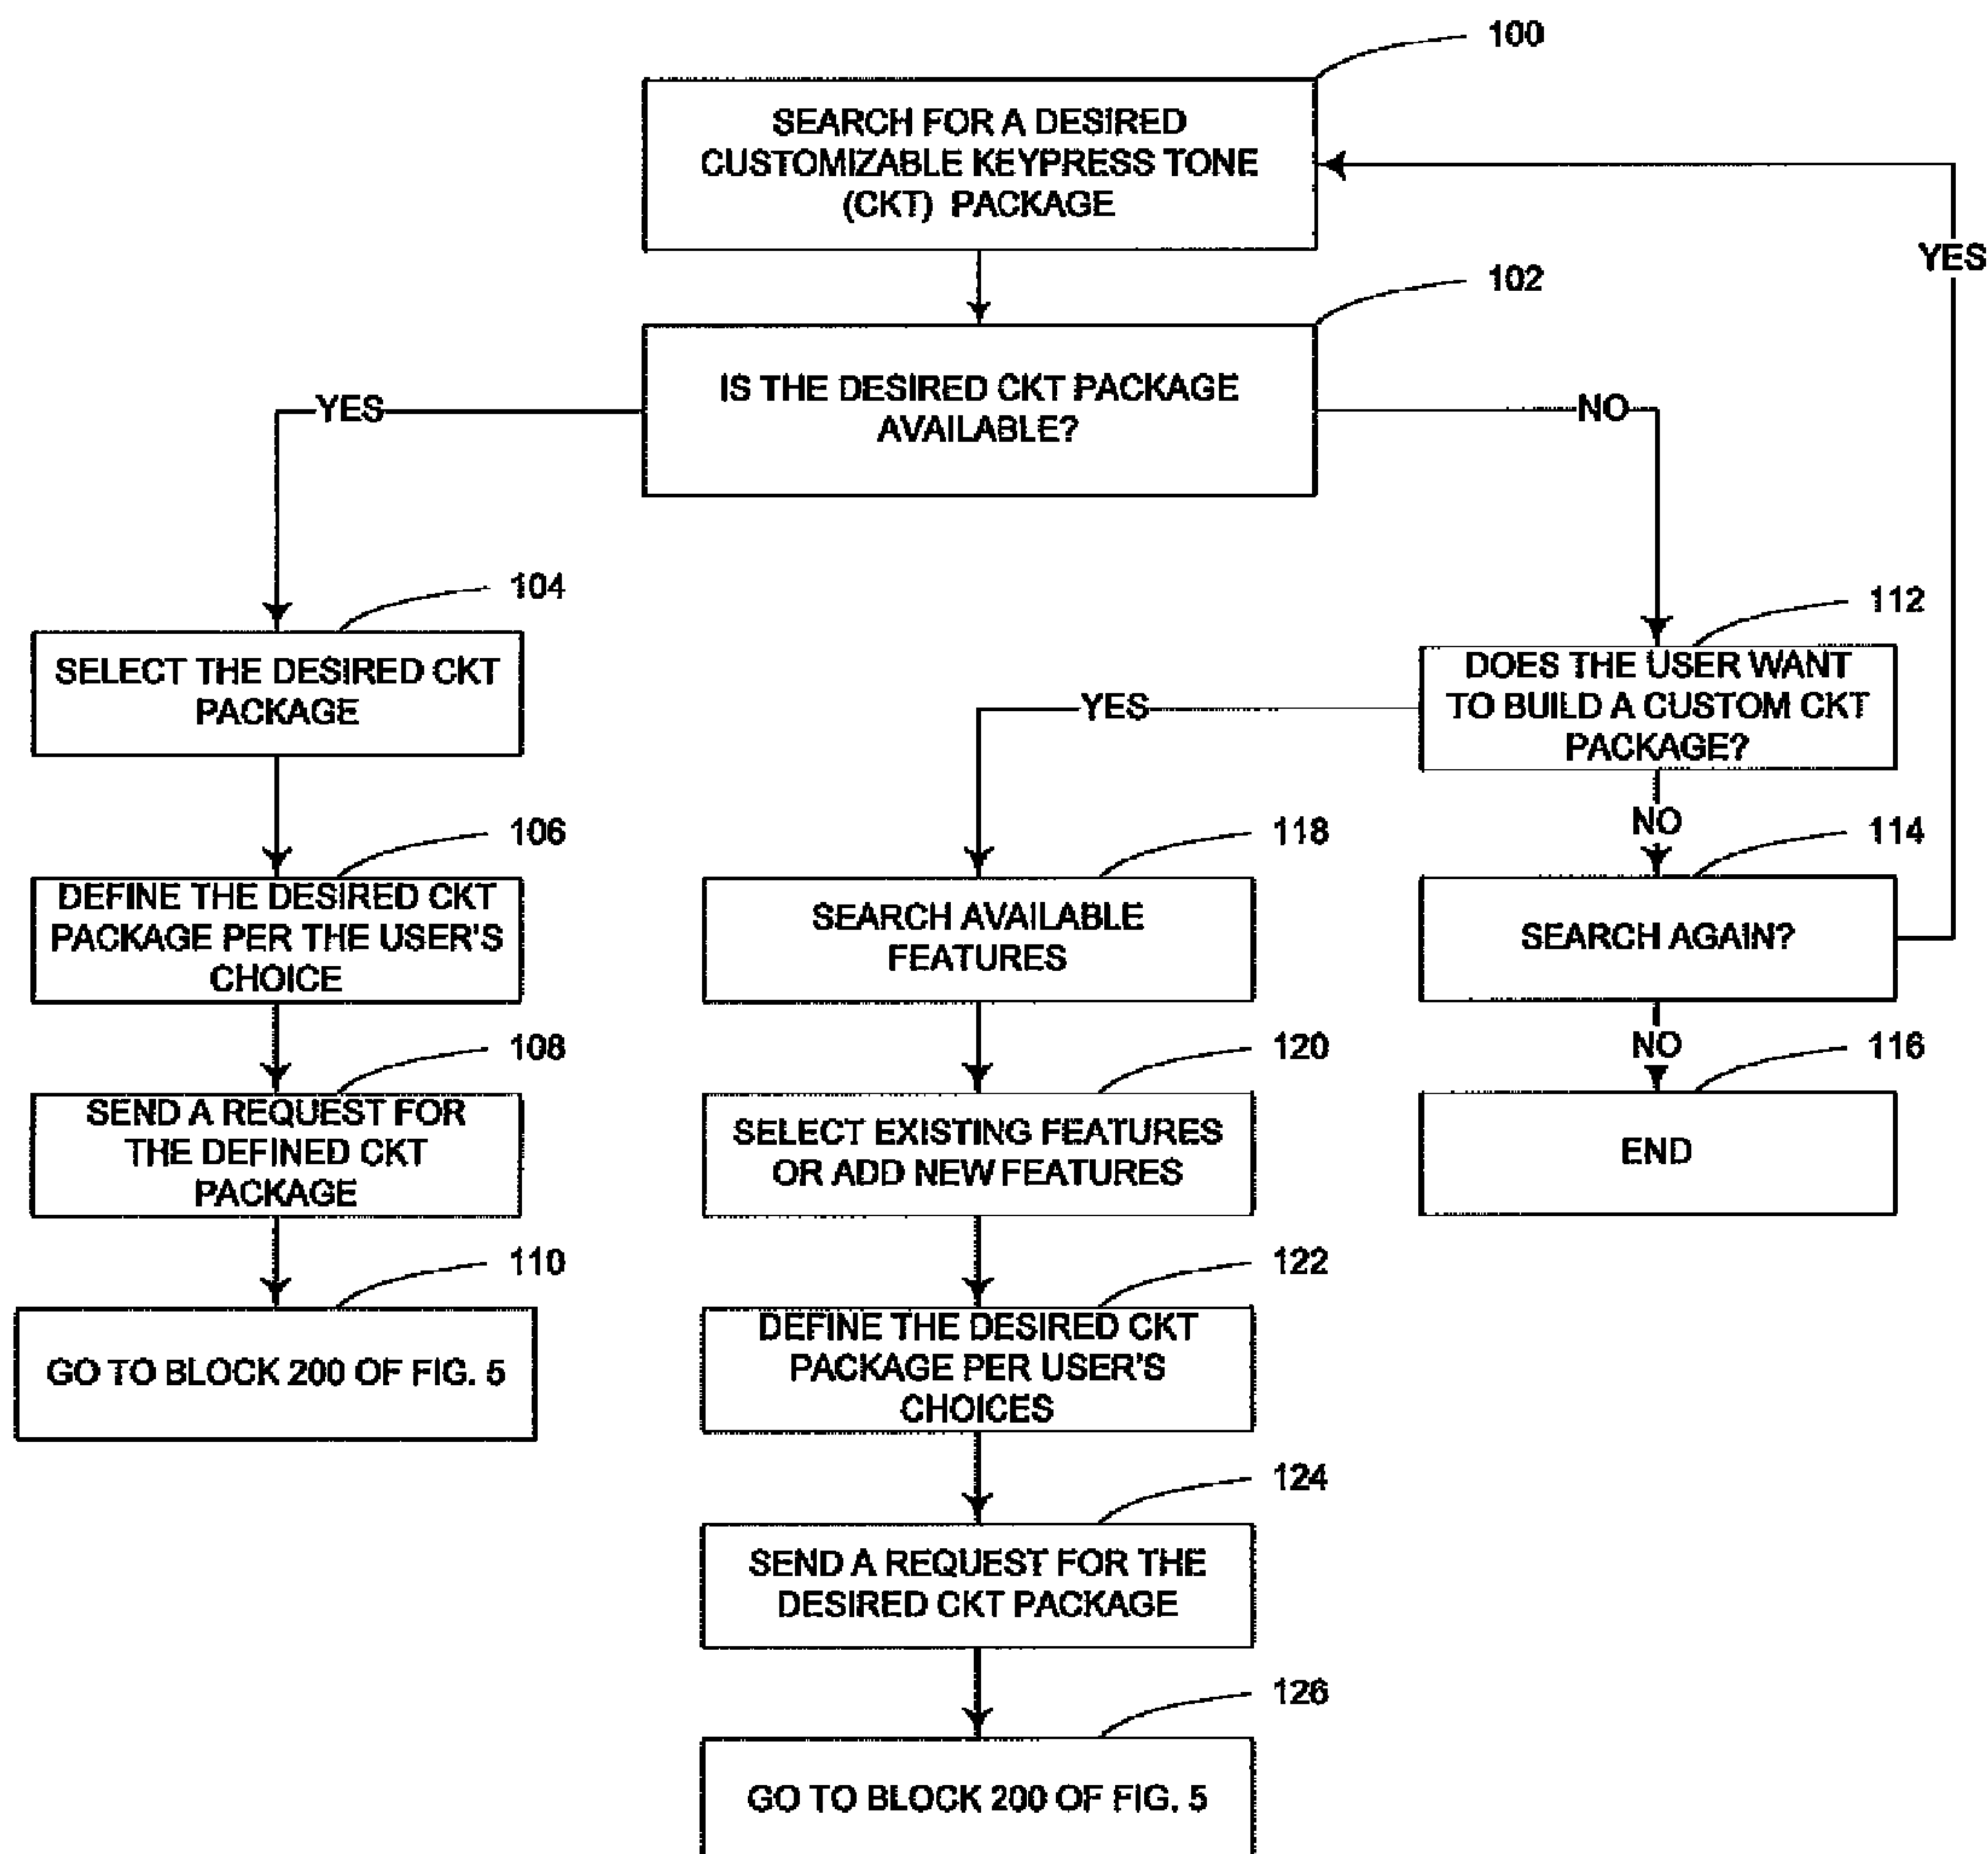 100
SEARCH FOR A DESIRED
CUSTOMIZABLE KEYPRESS TONE
(CKT) PACKAGE
YES
102
IS THE DESIRED CKT PACKAGE
AVAILABLE?
YES
NO
104
SELECT THE DESIRED CKT
PACKAGE
112
DOES THE USER WANT
TO BUILD A CUSTOM CKT
PACKAGE?
YES
NO
106
DEFINE THE DESIRED CKT
PACKAGE PER THE USER'S
CHOICE
118
SEARCH AVAILABLE
FEATURES
114
SEARCH AGAIN?
NO
108
SEND A REQUEST FOR
THE DEFINED CKT
PACKAGE
120
SELECT EXISTING FEATURES
OR ADD NEW FEATURES
116
END
110
GO TO BLOCK 200 OF FIG. 5
122
DEFINE THE DESIRED CKT
PACKAGE PER USER'S
CHOICES
124
SEND A REQUEST FOR THE
DESIRED CKT PACKAGE
126
GO TO BLOCK 200 OF FIG. 5